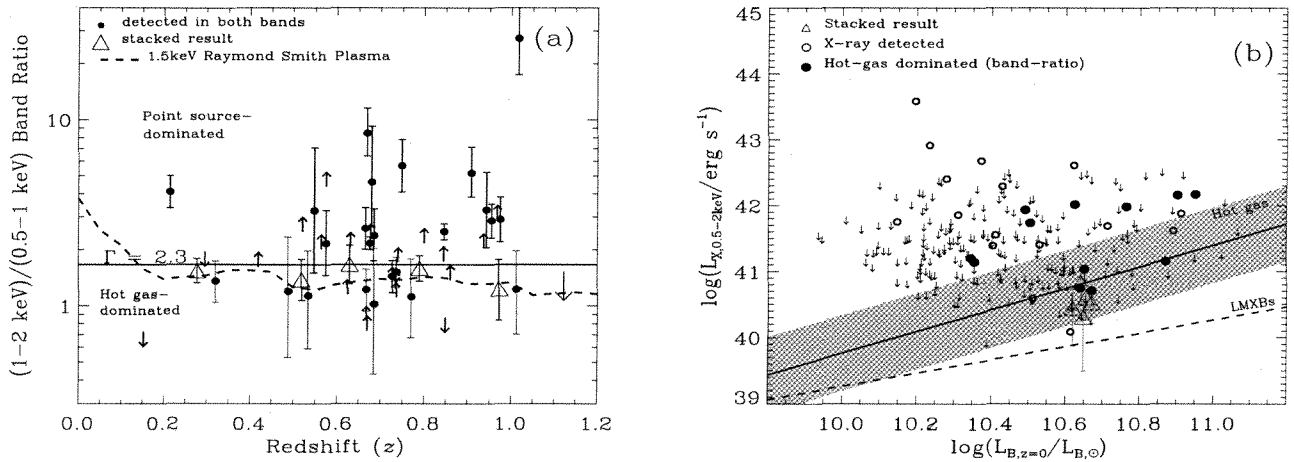 detected in both bands
stacked result
1.5keV Raymond Smith Plasma
(a)
Point source-
dominated
Γ = 2.3
Hot gas-
dominated
10
1
(1-2 keV)/(0.5-1 keV) Band Ratio
0.0 0.2 0.4 0.6 0.8 1.0 1.2
Redshift (z)
Stacked result
X-ray detected
Hot-gas dominated (band-ratio)
(b)
Hot gas
LMXBs
45
44
43
42
41
40
39
log(L_{X,0.5-2keV}/erg s⁻¹)
10.0 10.2 10.4 10.6 10.8 11.0
log(L_{B,z=0}/L_{B,⊙})